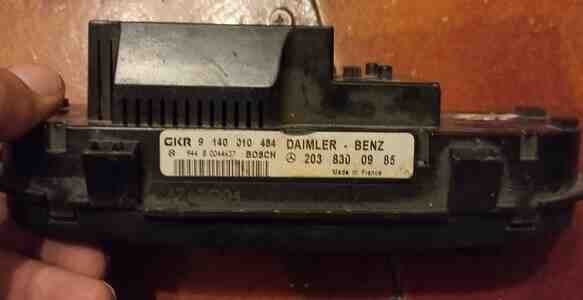 GKR 9 140 010 484 DAIMLER - BENZ
944 8 0044437 BOSCH 203 830 09 85
Made in France